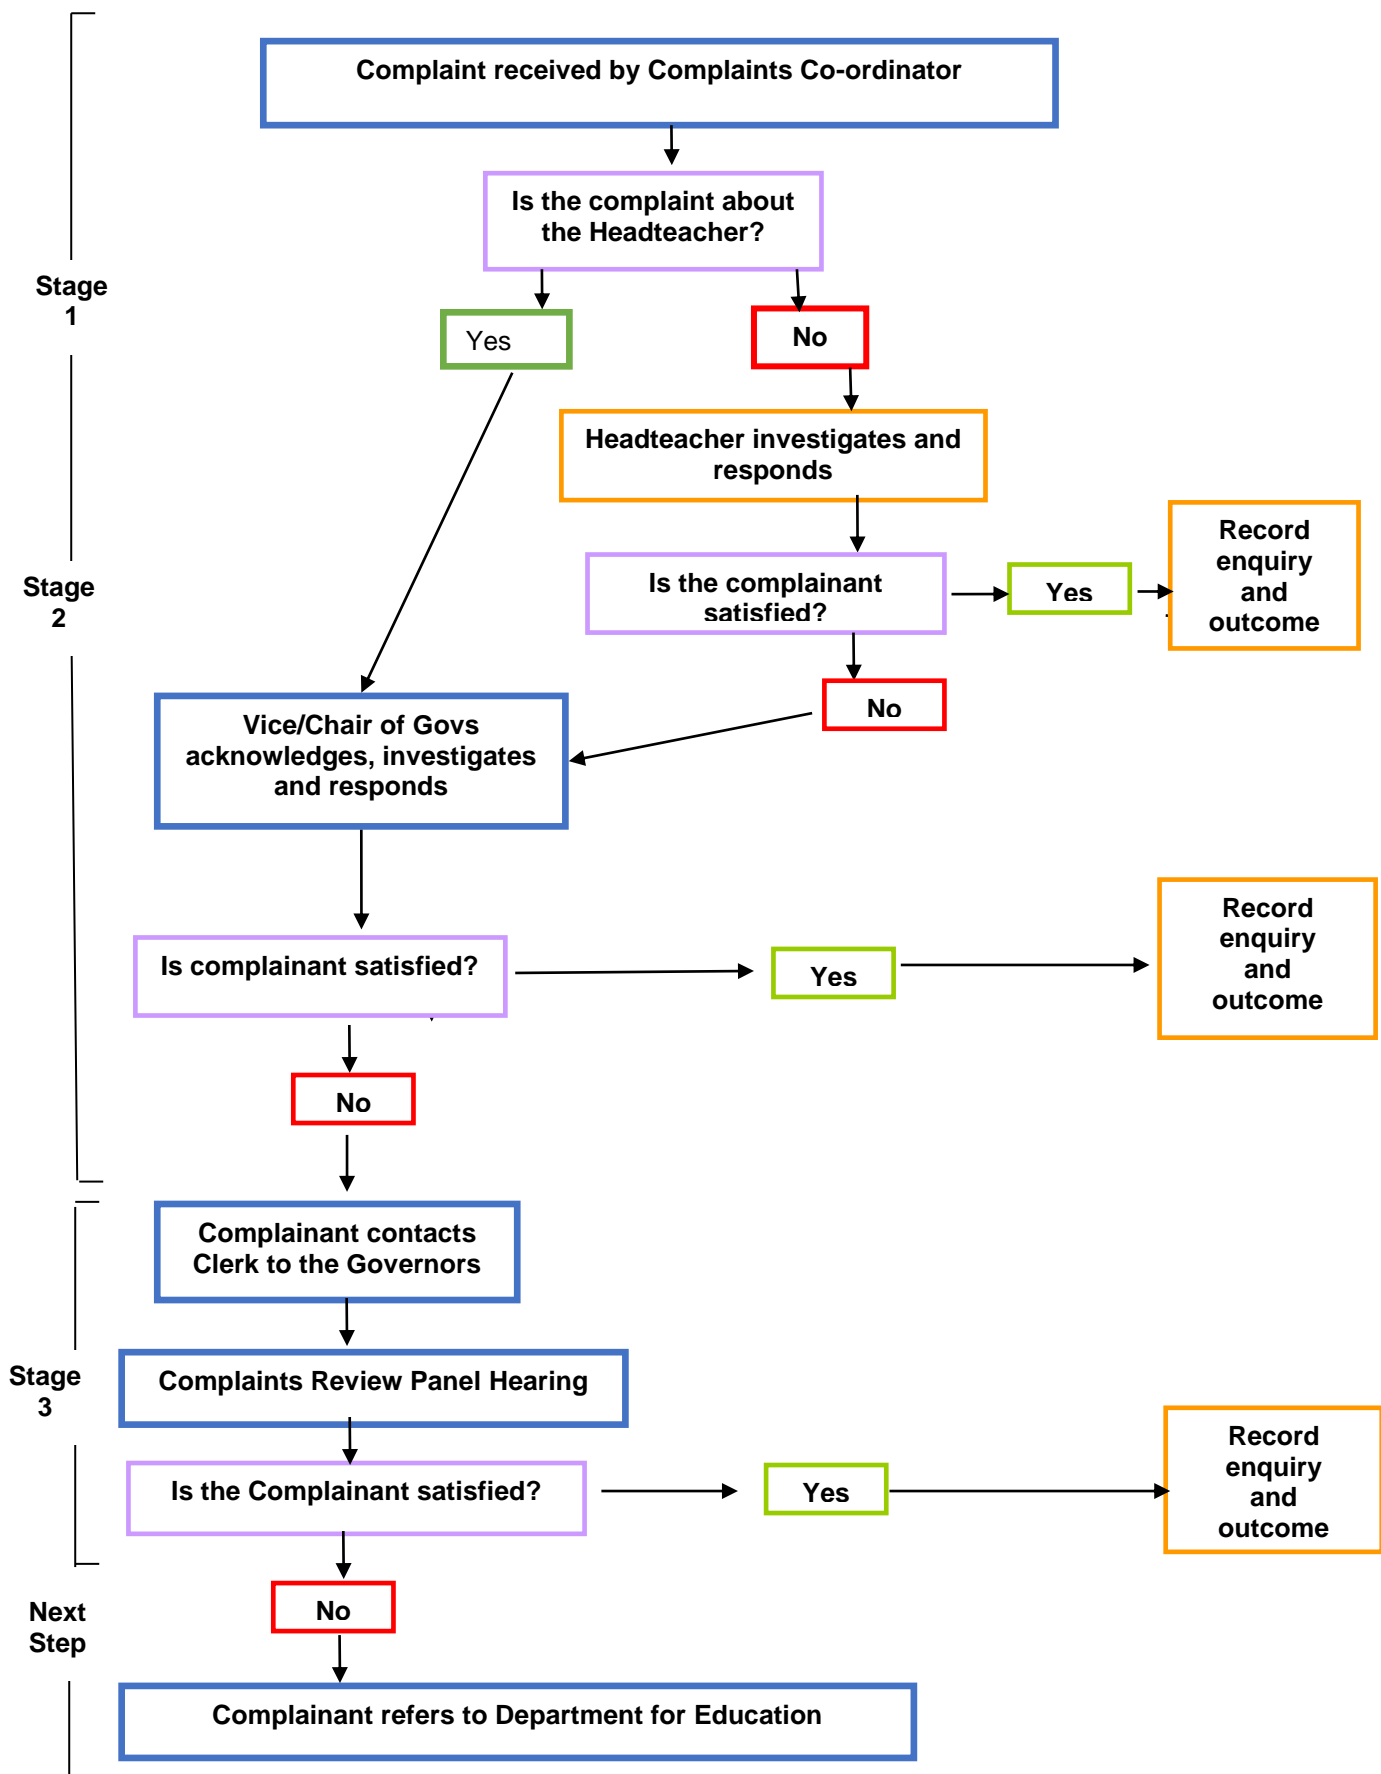 Complaint received by Complaints Co-ordinator
Is the complaint about
the Headteacher?
Stage
1
Yes
No
Headteacher investigates and
responds
Record
enquiry
and
outcome
Is the complainant
satisfied?
Yes
Stage
2
No
Vice/Chair of Govs
acknowledges, investigates
and responds
Record
enquiry
and
outcome
Is complainant satisfied?
Yes
No
Complainant contacts
Clerk to the Governors
Stage
3
Complaints Review Panel Hearing
Record
enquiry
and
outcome
Is the Complainant satisfied?
Yes
Next
Step
No
Complainant refers to Department for Education